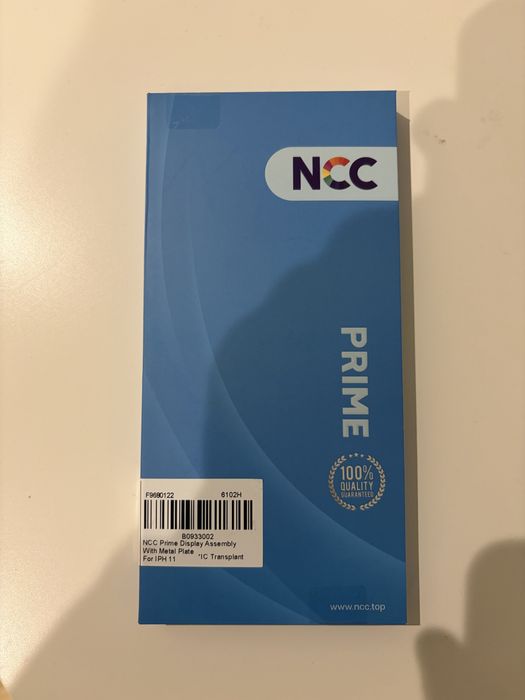 NCC
PRIME
100%
QUALITY
GUARANTEED
F9680122 6102H
B0933002
NCC Prime Display Assembly
With Metal Plate
For IPH 11 *IC Transplant
www.ncc.top